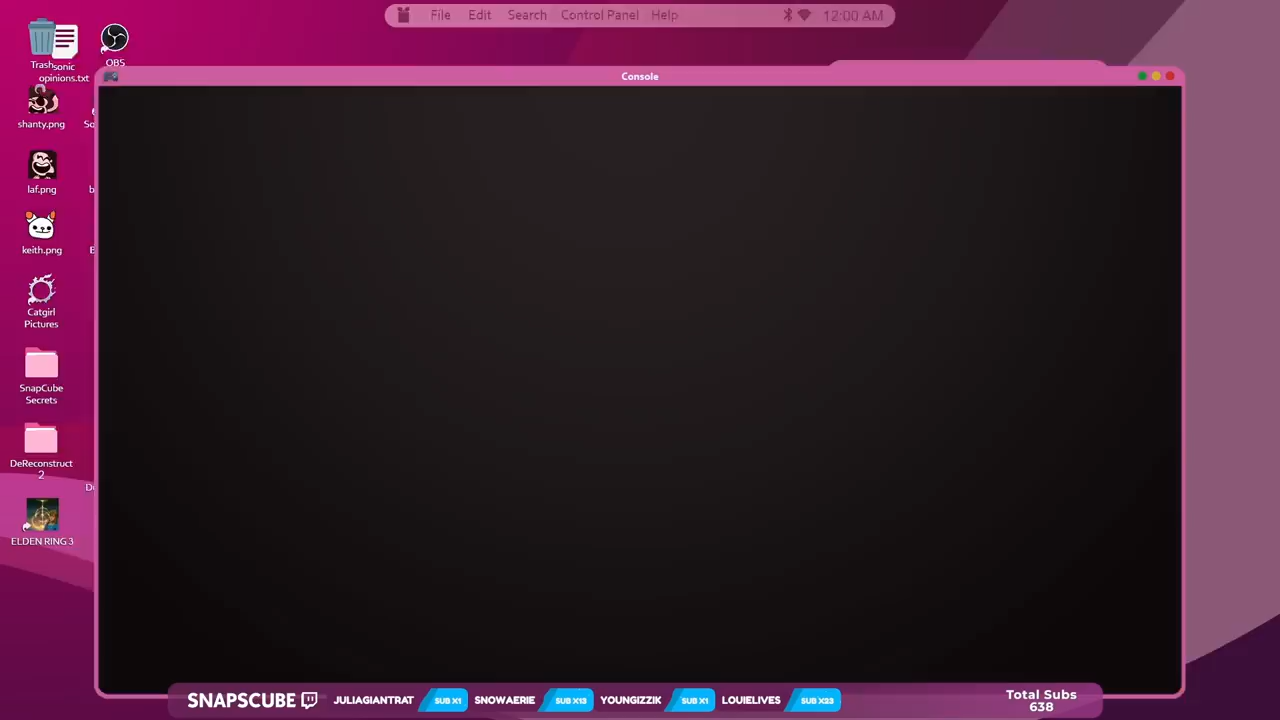 File Edit Search Control Panel Help 12:00 AM
Trash
sonic
opinions.txt
OBS
Console
shanty.png
So
laf.png
b
keith.png
E
Catgirl
Pictures
SnapCube
Secrets
DeReconstruct
2
ELDEN RING 3
SNAPSCUBE JULIAGIANTRAT SUB X1 SNOWAERIE SUB X13 YOUNGIZZIK SUB X1 LOUIELIVES SUB X23
Total Subs
638